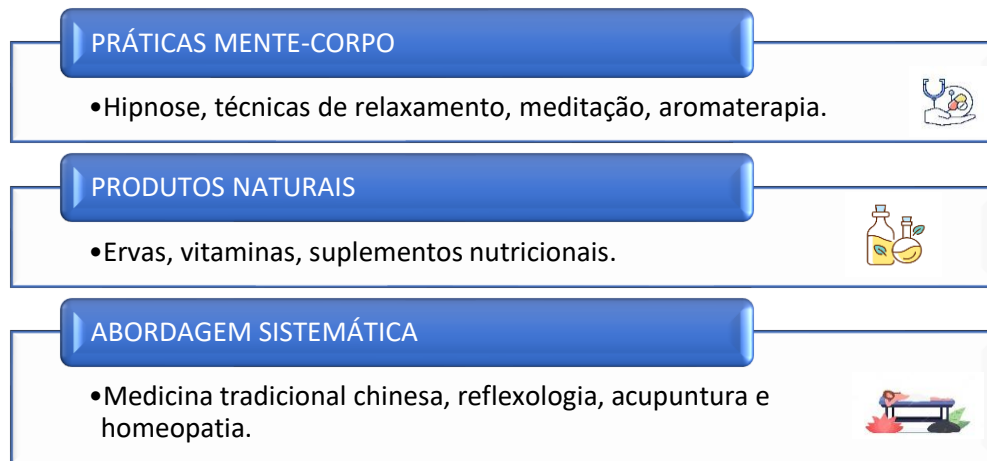 PRÁTICAS MENTE-CORPO
•Hipnose, técnicas de relaxamento, meditação, aromaterapia.
PRODUTOS NATURAIS
•Ervas, vitaminas, suplementos nutricionais.
ABORDAGEM SISTEMÁTICA
•Medicina tradicional chinesa, reflexologia, acupuntura e
homeopatia.